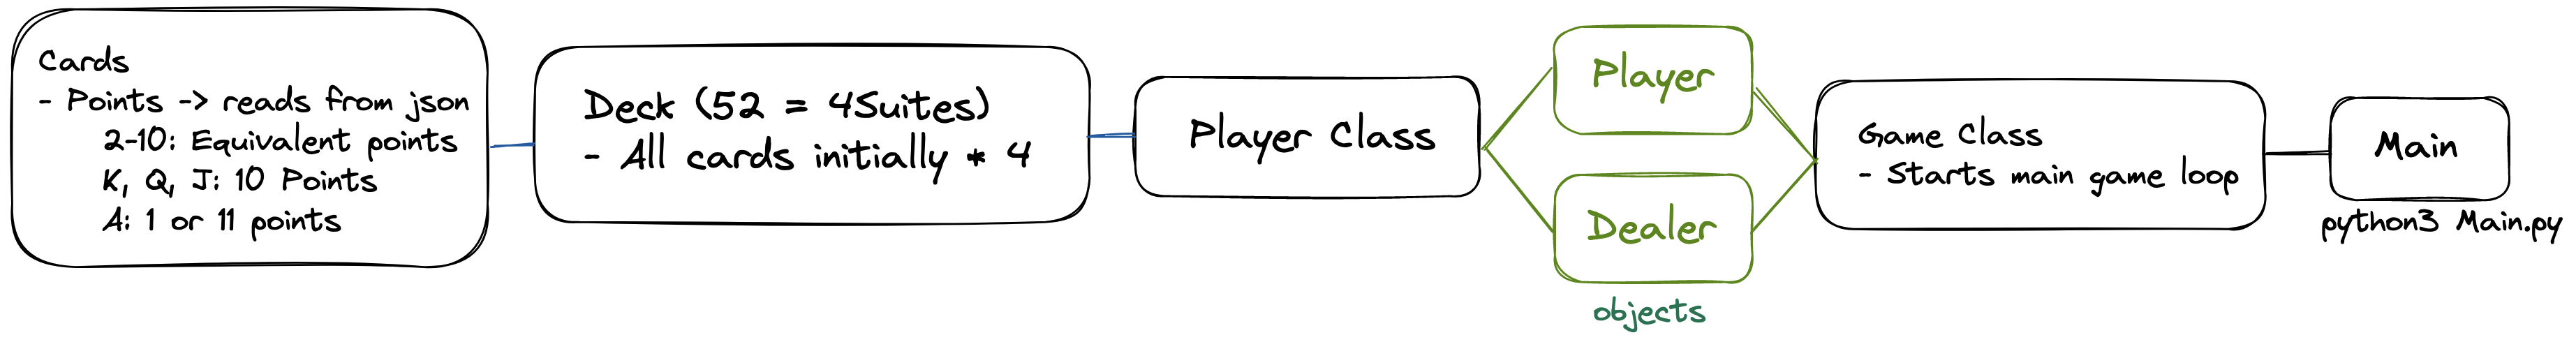 Cards
- Points -> reads from json
2-10: Equivalent points
K, Q, J: 10 Points
A: 1 or 11 points
Deck (52 = 4Suites)
- All cards initially * 4
Player Class
Player
Dealer
objects
Game Class
- Starts main game loop
Main
python3 Main.py